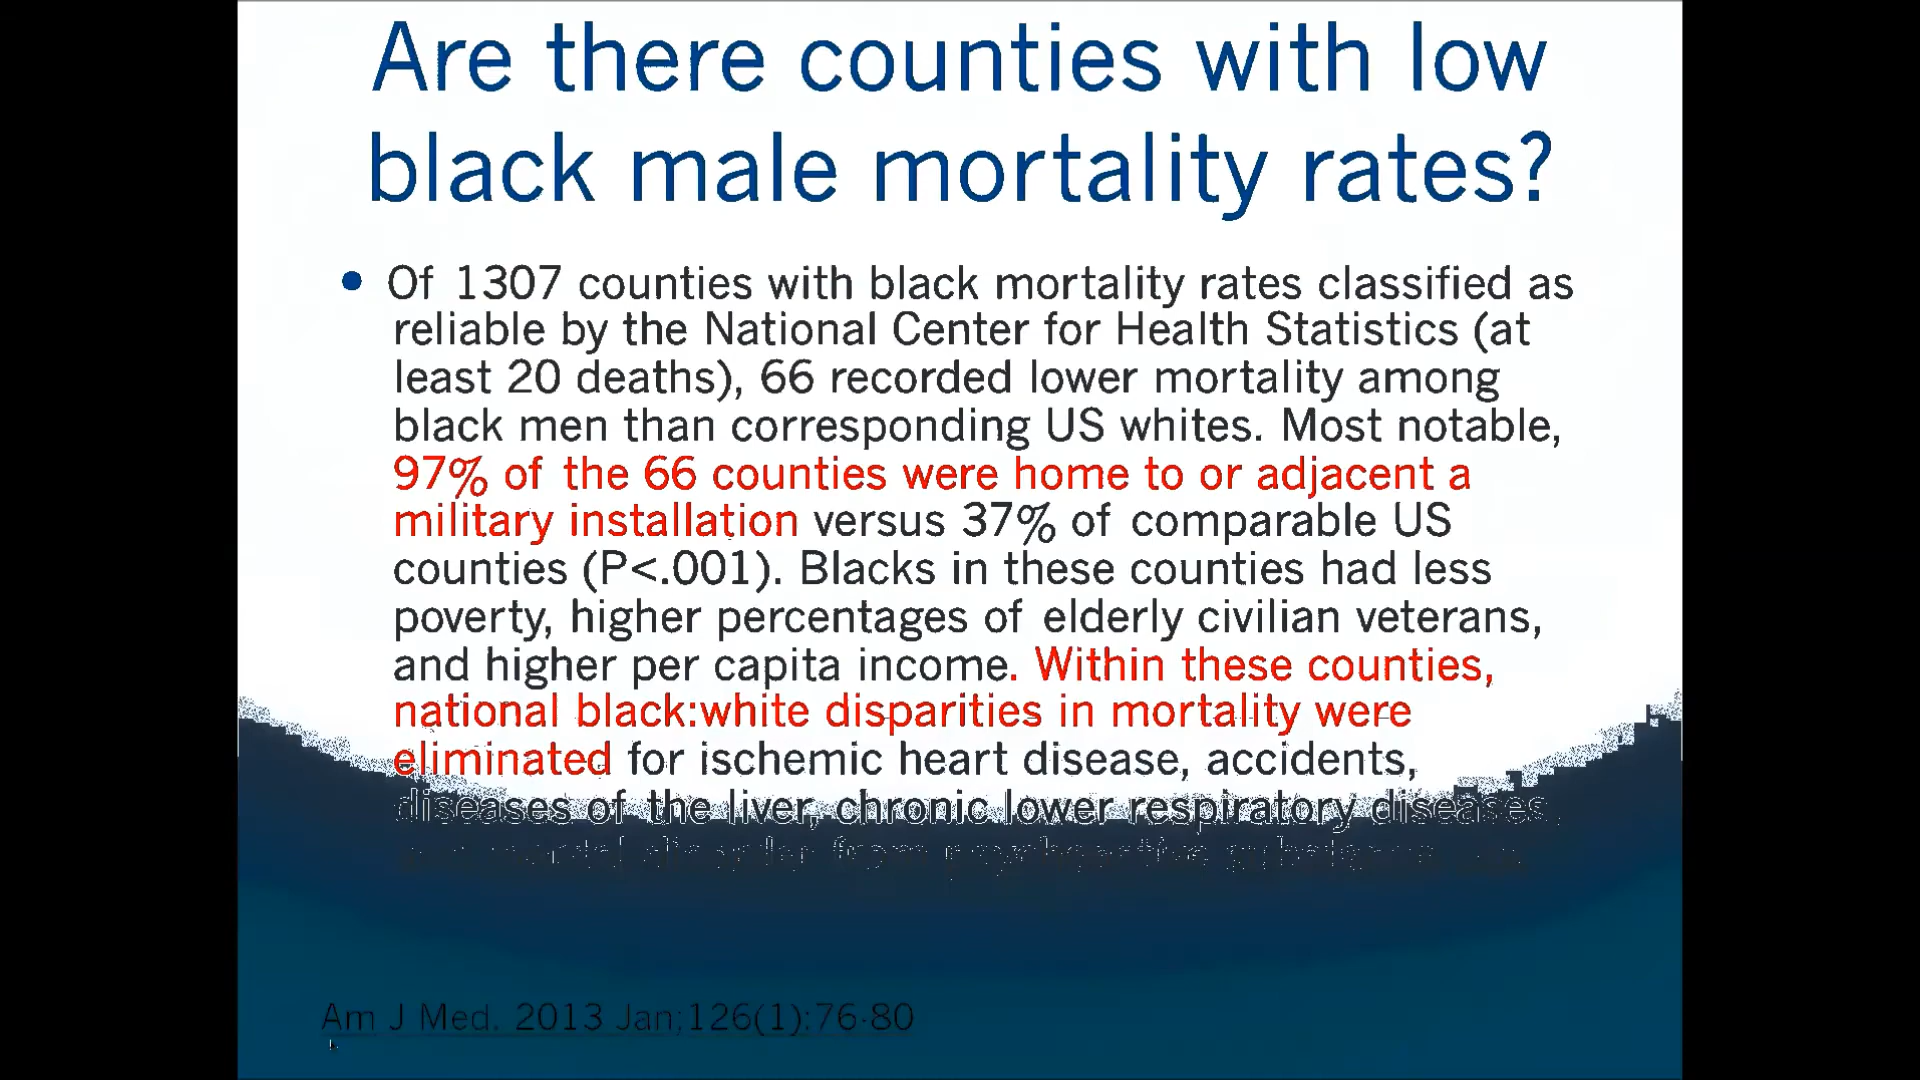 Are there counties with low
black male mortality rates?
• Of 1307 counties with black mortality rates classified as
reliable by the National Center for Health Statistics (at
least 20 deaths), 66 recorded lower mortality among
black men than corresponding US whites. Most notable,
97% of the 66 counties were home to or adjacent a
military installation versus 37% of comparable US
counties (P<.001). Blacks in these counties had less
poverty, higher percentages of elderly civilian veterans,
and higher per capita income. Within these counties,
national black:white disparities in mortality were
eliminated for ischemic heart disease, accidents,
diseases of the liver, chronic lower respiratory diseases,
mental disorder from psychoactive substance
Am J Med. 2013 Jan;126(1):76-80